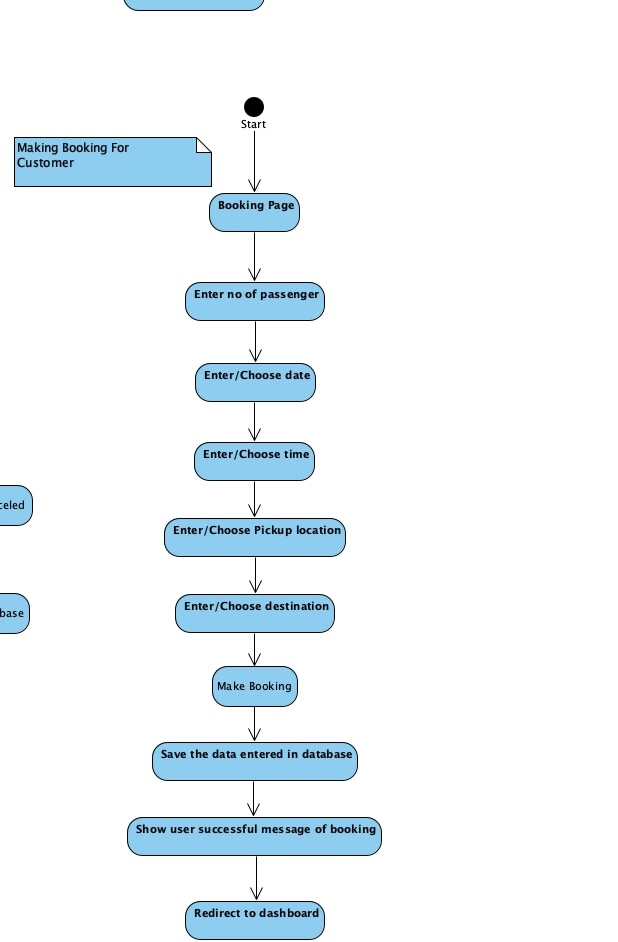 Start
Making Booking For
Customer
Booking Page
Enter no of passenger
Enter/Choose date
Enter/Choose time
celed
Enter/Choose Pickup location
base
Enter/Choose destination
Make Booking
Save the data entered in database
Show user successful message of booking
Redirect to dashboard